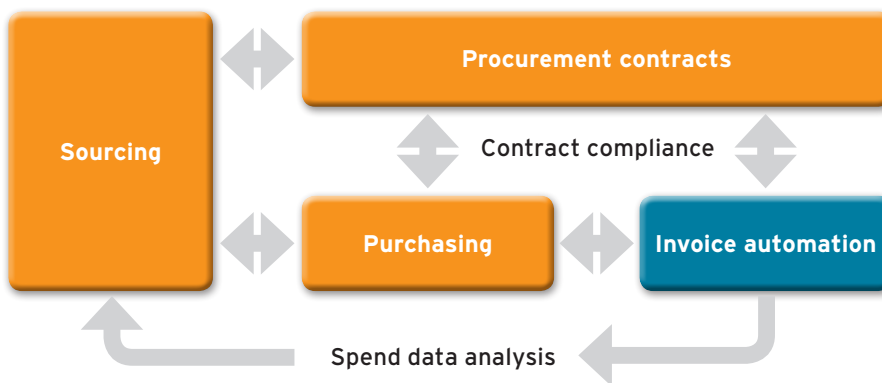 Procurement contracts
Sourcing
Contract compliance
Purchasing
Invoice automation
Spend data analysis